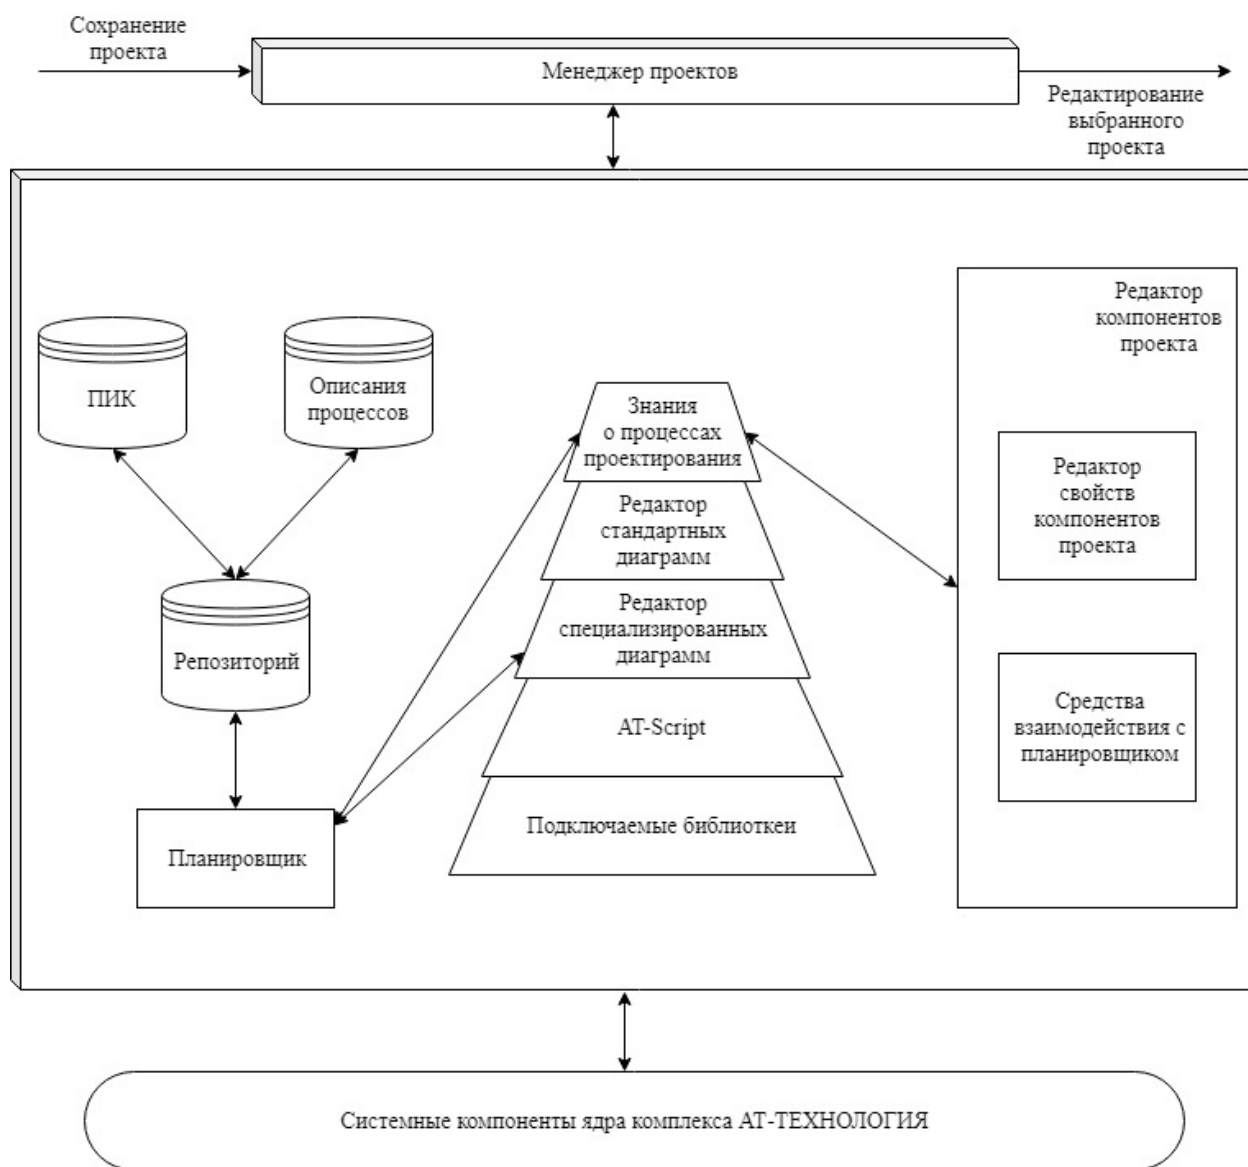 Сохранение
проекта
Менеджер проектов
Редактирование
выбранного
проекта
Редактор
компонентов
проекта
ПИК
Описания
процессов
Знания
о процессах
проектирования
Редактор
свойств
компонентов
проекта
Редактор
стандартных
диаграмм
Редактор
специализированных
диаграмм
Репозиторий
AT-Script
Средства
взаимодействия с
планировщиком
Подключаемые библиоткеи
Планировщик
Системные компоненты ядра комплекса АТ-ТЕХНОЛОГИЯ